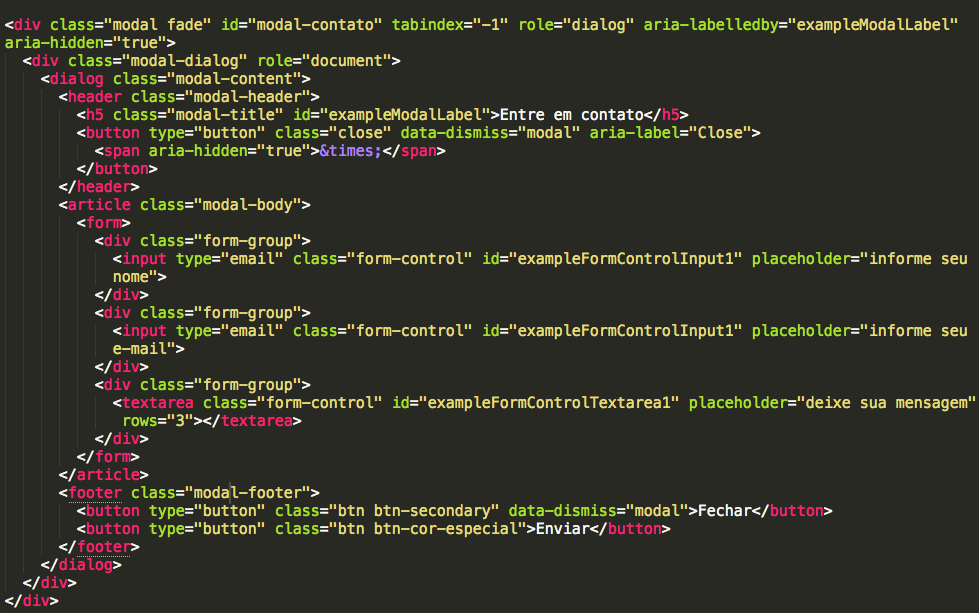 <div class="modal fade" id="modal-contato" tabindex="-1" role="dialog" aria-labelledby="exampleModalLabel"
aria-hidden="true">
  <div class="modal-dialog" role="document">
    <dialog class="modal-content">
      <header class="modal-header">
        <h5 class="modal-title" id="exampleModalLabel">Entre em contato</h5>
        <button type="button" class="close" data-dismiss="modal" aria-label="Close">
          <span aria-hidden="true">&times;</span>
        </button>
      </header>
      <article class="modal-body">
        <form>
          <div class="form-group">
            <input type="email" class="form-control" id="exampleFormControlInput1" placeholder="informe seu
            nome">
          </div>
          <div class="form-group">
            <input type="email" class="form-control" id="exampleFormControlInput1" placeholder="informe seu
            e-mail">
          </div>
          <div class="form-group">
            <textarea class="form-control" id="exampleFormControlTextarea1" placeholder="deixe sua mensagem"
             rows="3"></textarea>
          </div>
        </form>
      </article>
      <footer class="modal-footer">
        <button type="button" class="btn btn-secondary" data-dismiss="modal">Fechar</button>
        <button type="button" class="btn btn-cor-especial">Enviar</button>
      </footer>
    </dialog>
  </div>
</div>